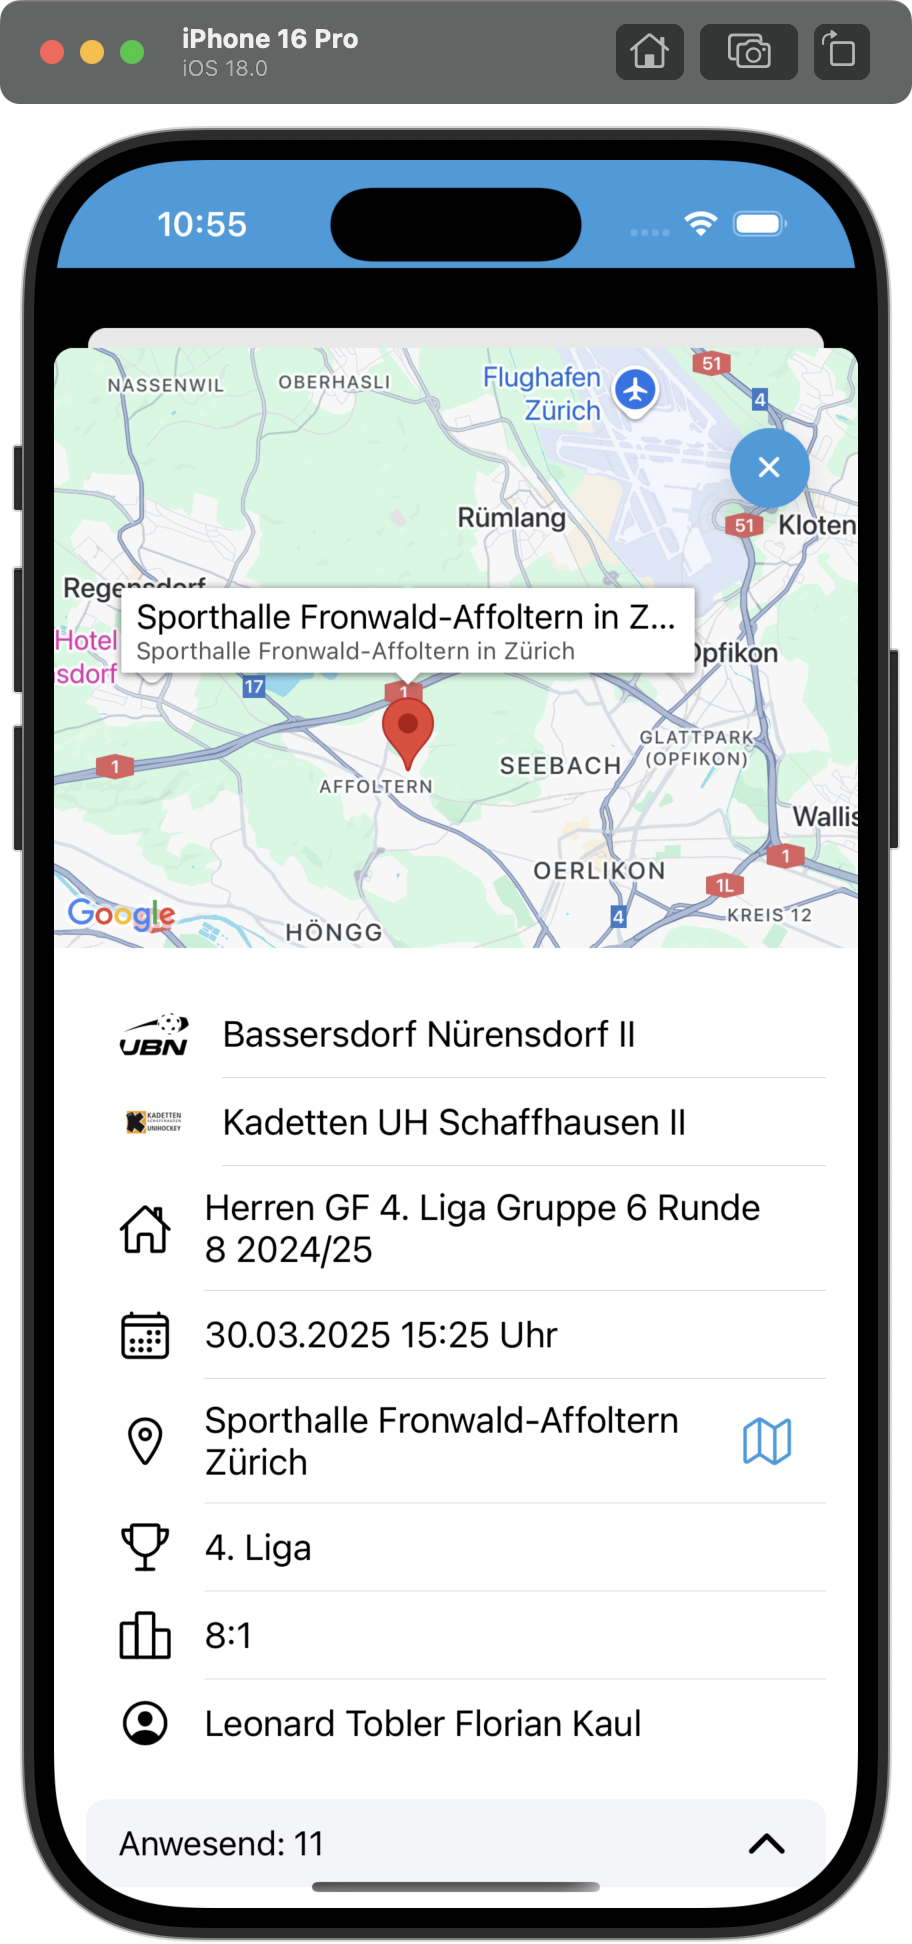 iPhone 16 Pro
iOS 18.0
10:55
NASSENWIL
OBERHASLI
Flughafen
Zürich
51
4
Rümlang
51
Kloten
Regensdorf
Sporthalle Fronwald-Affoltern in Z...
Sporthalle Fronwald-Affoltern in Zürich
Hotel
sdorf
Opfikon
17
1
GLATTPARK
(OPFIKON)
SEEBACH
1
AFFOLTERN
Wallis
1
OERLIKON
1L
Google
4
KREIS 12
HÖNGG
UBN
Bassersdorf Nürensdorf II
KADETTEN
SCHAFFHAUSEN
UNIHOCKEY
Kadetten UH Schaffhausen II
Herren GF 4. Liga Gruppe 6 Runde
8 2024/25
30.03.2025 15:25 Uhr
Sporthalle Fronwald-Affoltern
Zürich
4. Liga
8:1
Leonard Tobler Florian Kaul
Anwesend: 11